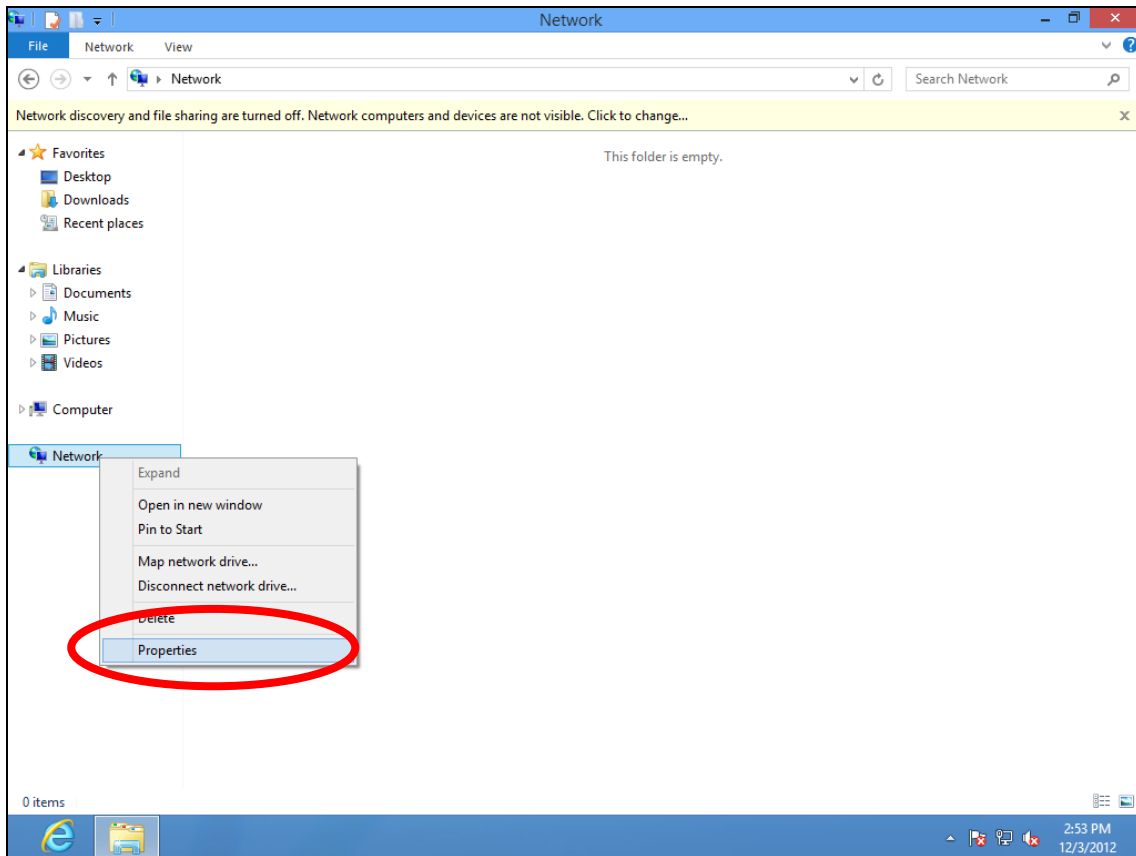 Network
File Network View
Network
Search Network
Network discovery and file sharing are turned off. Network computers and devices are not visible. Click to change...
This folder is empty.
Favorites
Desktop
Downloads
Recent places
Libraries
Documents
Music
Pictures
Videos
Computer
Network
Expand
Open in new window
Pin to Start
Map network drive...
Disconnect network drive...
Delete
Properties
0 items
2:53 PM
12/3/2012